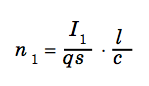 n₁ = I₁/qs · l/c